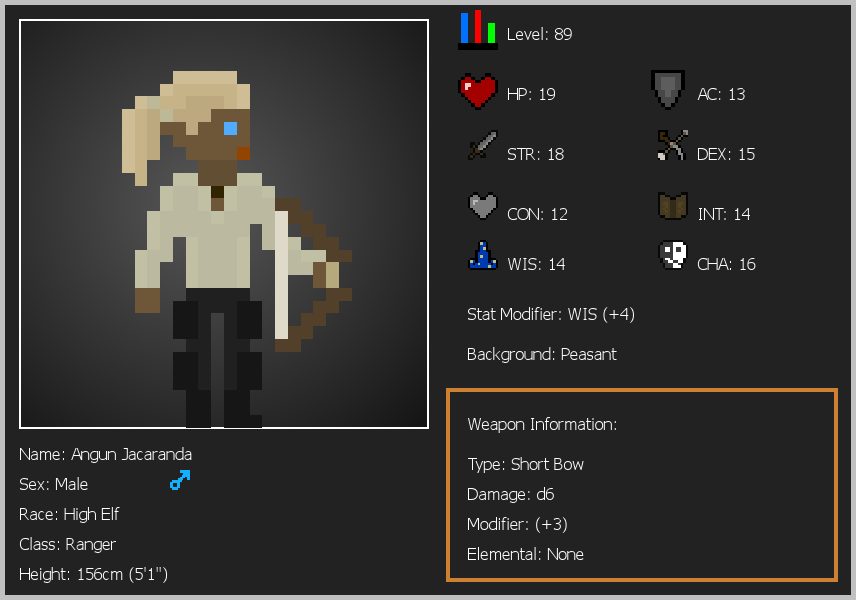 Level: 89
HP: 19
AC: 13
STR: 18
DEX: 15
CON: 12
INT: 14
WIS: 14
CHA: 16
Stat Modifier: WIS (+4)
Background: Peasant
Weapon Information:
Type: Short Bow
Damage: d6
Modifier: (+3)
Elemental: None
Name: Angun Jacaranda
Sex: Male
Race: High Elf
Class: Ranger
Height: 156cm (5'1")